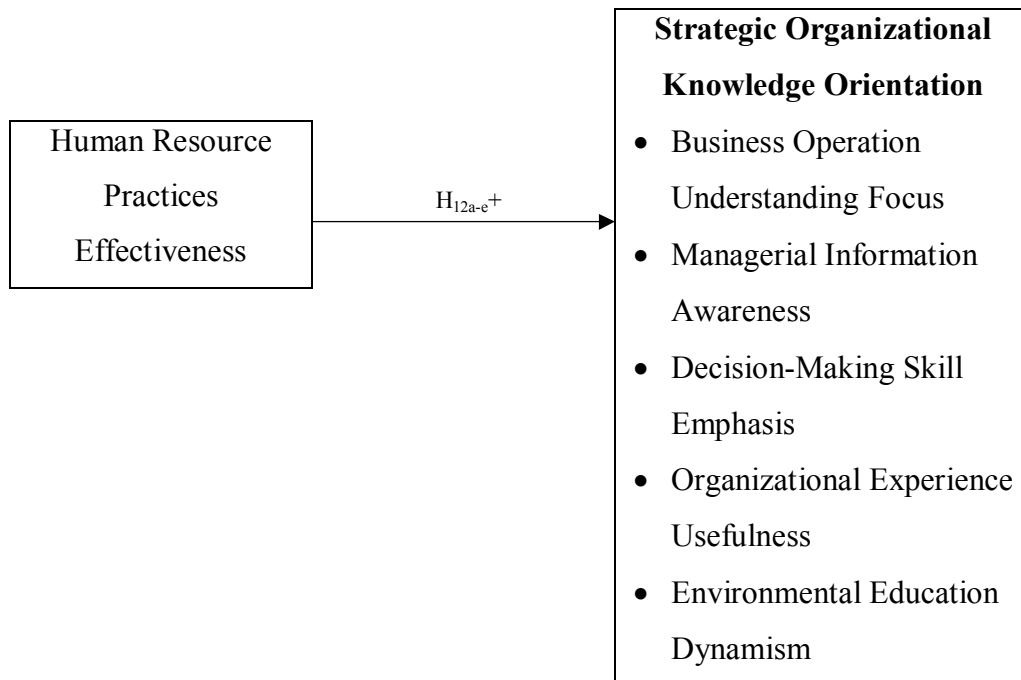 Human Resource
Practices
Effectiveness
H12a-e+
Strategic Organizational
Knowledge Orientation
• Business Operation
Understanding Focus
• Managerial Information
Awareness
• Decision-Making Skill
Emphasis
• Organizational Experience
Usefulness
• Environmental Education
Dynamism